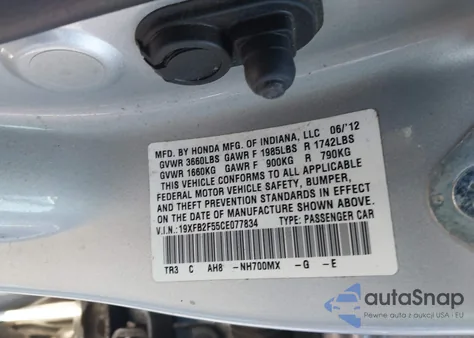 MFD. BY HONDA MFG. OF INDIANA, LLC 06/'12
GVWR 3660LBS GAWR F 1985LBS R 1742LBS
GVWR 1660KG GAWR F 900KG R 790KG
THIS VEHICLE CONFORMS TO ALL APPLICABLE
FEDERAL MOTOR VEHICLE SAFETY, BUMPER,
AND THEFT PREVENTION STANDARDS IN EFFECT
ON THE DATE OF MANUFACTURE SHOWN ABOVE.
V.I.N.: 19XFB2F55CE077834 TYPE: PASSENGER CAR
TR3 C AH8 -NH700MX -G -E
autoSnap
Pewne auta z aukcji w USA i Kanadzie